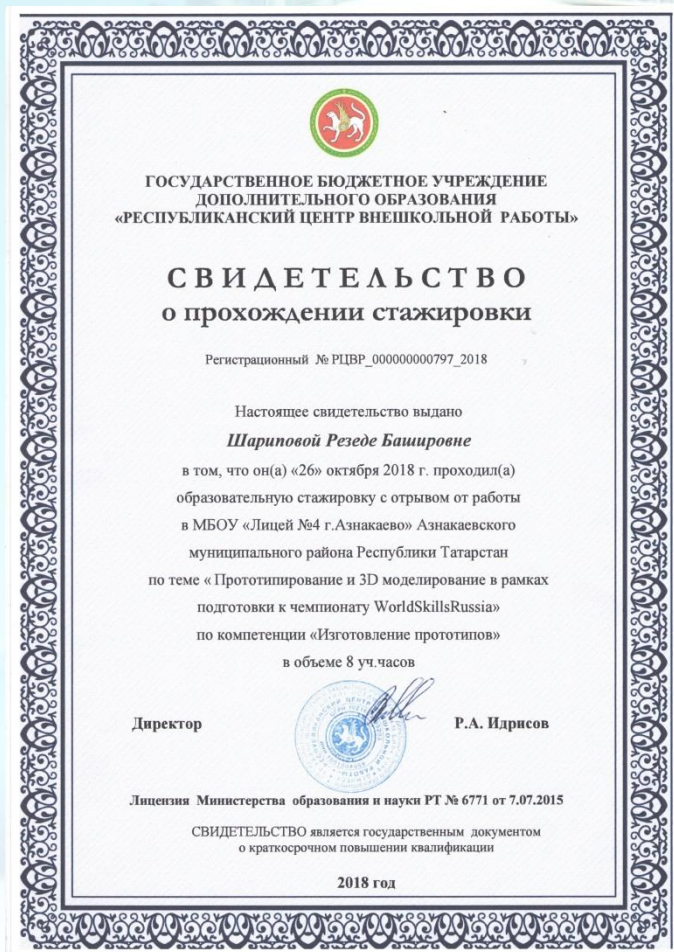 ГОСУДАРСТВЕННОЕ БЮДЖЕТНОЕ УЧРЕЖДЕНИЕ
ДОПОЛНИТЕЛЬНОГО ОБРАЗОВАНИЯ
«РЕСПУБЛИКАНСКИЙ ЦЕНТР ВНЕШКОЛЬНОЙ РАБОТЫ»
СВИДЕТЕЛЬСТВО
о прохождении стажировки
Регистрационный № РЦВР_000000000797_2018
Настоящее свидетельство выдано
Шариповой Резеде Башировне
в том, что он(а) «26» октября 2018 г. проходил(а)
образовательную стажировку с отрывом от работы
в МБОУ «Лицей №4 г.Азнакаево» Азнакаевского
муниципального района Республики Татарстан
по теме « Прототипирование и 3D моделирование в рамках
подготовки к чемпионату WorldSkillsRussia»
по компетенции «Изготовление прототипов»
в объеме 8 уч.часов
Директор Р.А. Идрисов
Лицензия Министерства образования и науки РТ № 6771 от 7.07.2015
СВИДЕТЕЛЬСТВО является государственным документом
о краткосрочном повышении квалификации
2018 год